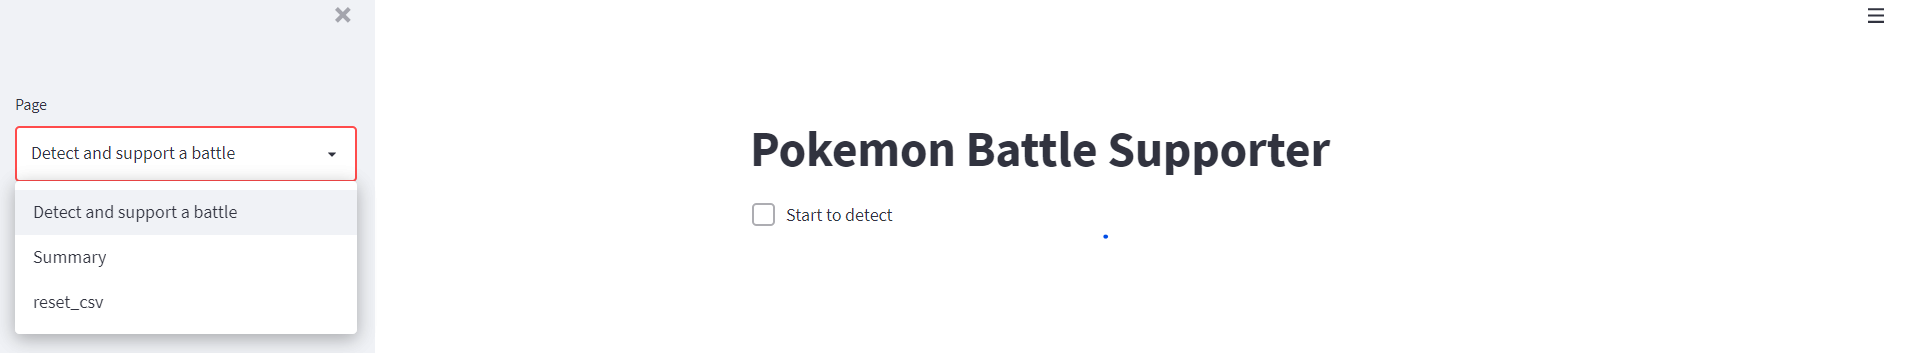 Page
Detect and support a battle
Detect and support a battle
Summary
reset_csv
Pokemon Battle Supporter
Start to detect